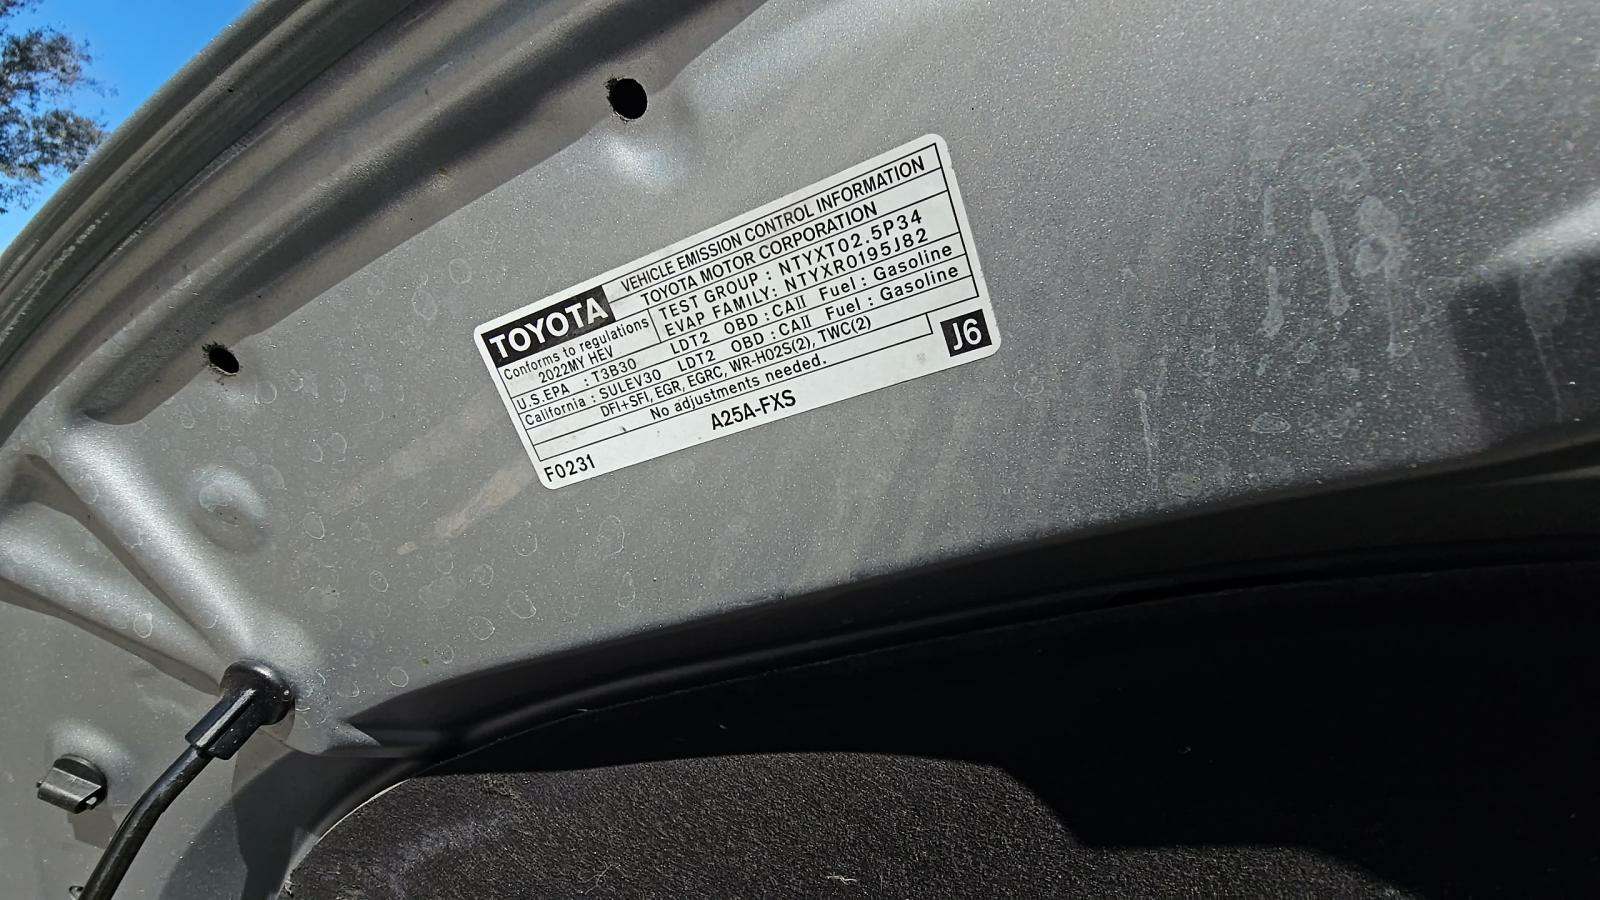 TOYOTA
VEHICLE EMISSION CONTROL INFORMATION
TOYOTA MOTOR CORPORATION
Conforms to regulations
2022MY HEV
TEST GROUP : NTYXT02.5P34
EVAP FAMILY: NTYXR0195J82
U.S.EPA : T3B30 LDT2 OBD : CAII Fuel : Gasoline
California : SULEV30 LDT2 OBD : CAII Fuel : Gasoline
DFI+SFI, EGR, EGRC, WR-HO2S(2), TWC(2)
No adjustments needed.
J6
A25A-FXS
F0231